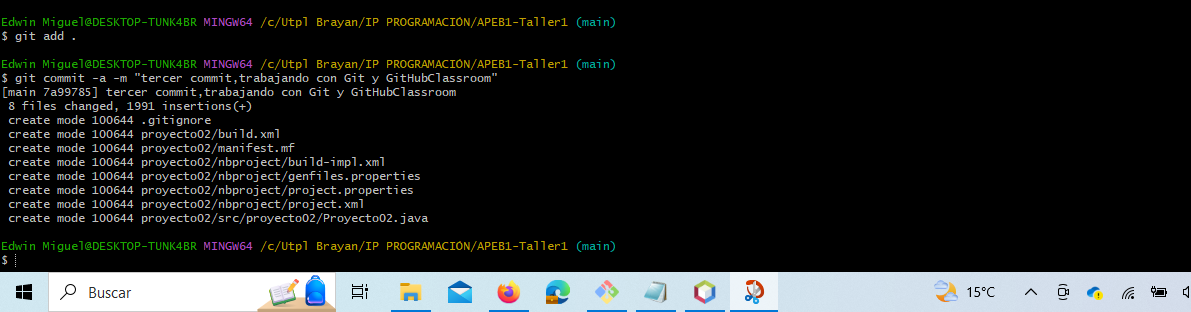 Edwin Miguel@DESKTOP-TUNK4BR MINGW64 /c/Utpl Brayan/IP PROGRAMACIÓN/APEB1-Taller1 (main)
$ git add .
Edwin Miguel@DESKTOP-TUNK4BR MINGW64 /c/Utpl Brayan/IP PROGRAMACIÓN/APEB1-Taller1 (main)
$ git commit -a -m "tercer commit,trabajando con Git y GitHubClassroom"
[main 7a99785] tercer commit,trabajando con Git y GitHubClassroom
 8 files changed, 1991 insertions(+)
 create mode 100644 .gitignore
 create mode 100644 proyecto02/build.xml
 create mode 100644 proyecto02/manifest.mf
 create mode 100644 proyecto02/nbproject/build-impl.xml
 create mode 100644 proyecto02/nbproject/genfiles.properties
 create mode 100644 proyecto02/nbproject/project.properties
 create mode 100644 proyecto02/nbproject/project.xml
 create mode 100644 proyecto02/src/proyecto02/Proyecto02.java
Edwin Miguel@DESKTOP-TUNK4BR MINGW64 /c/Utpl Brayan/IP PROGRAMACIÓN/APEB1-Taller1 (main)
$
Buscar
15°C